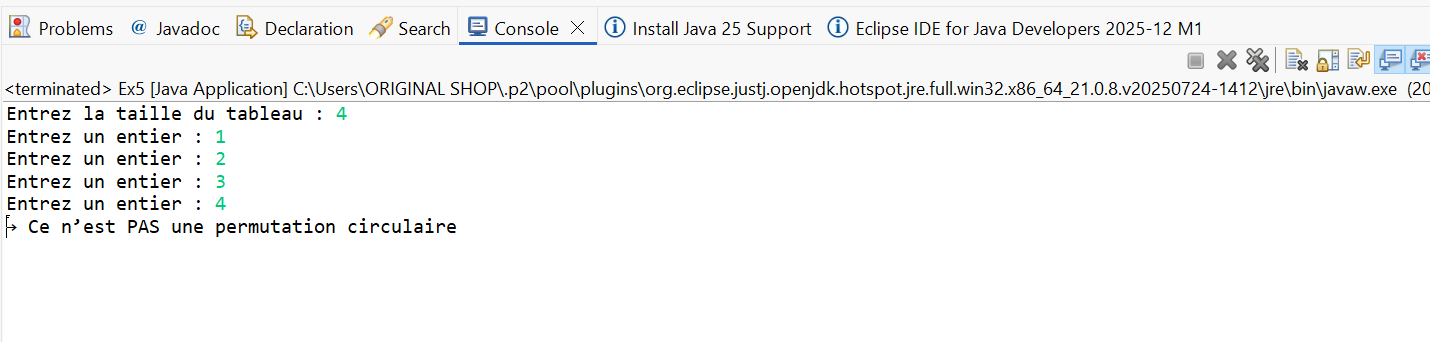 Problems @ Javadoc Declaration Search Console Install Java 25 Support Eclipse IDE for Java Developers 2025-12 M1
<terminated> Ex5 [Java Application] C:\Users\ORIGINAL SHOP\.p2\pool\plugins\org.eclipse.justj.openjdk.hotspot.jre.full.win32.x86_64_21.0.8.v20250724-1412\jre\bin\javaw.exe (20
Entrez la taille du tableau : 4
Entrez un entier : 1
Entrez un entier : 2
Entrez un entier : 3
Entrez un entier : 4
→ Ce n’est PAS une permutation circulaire